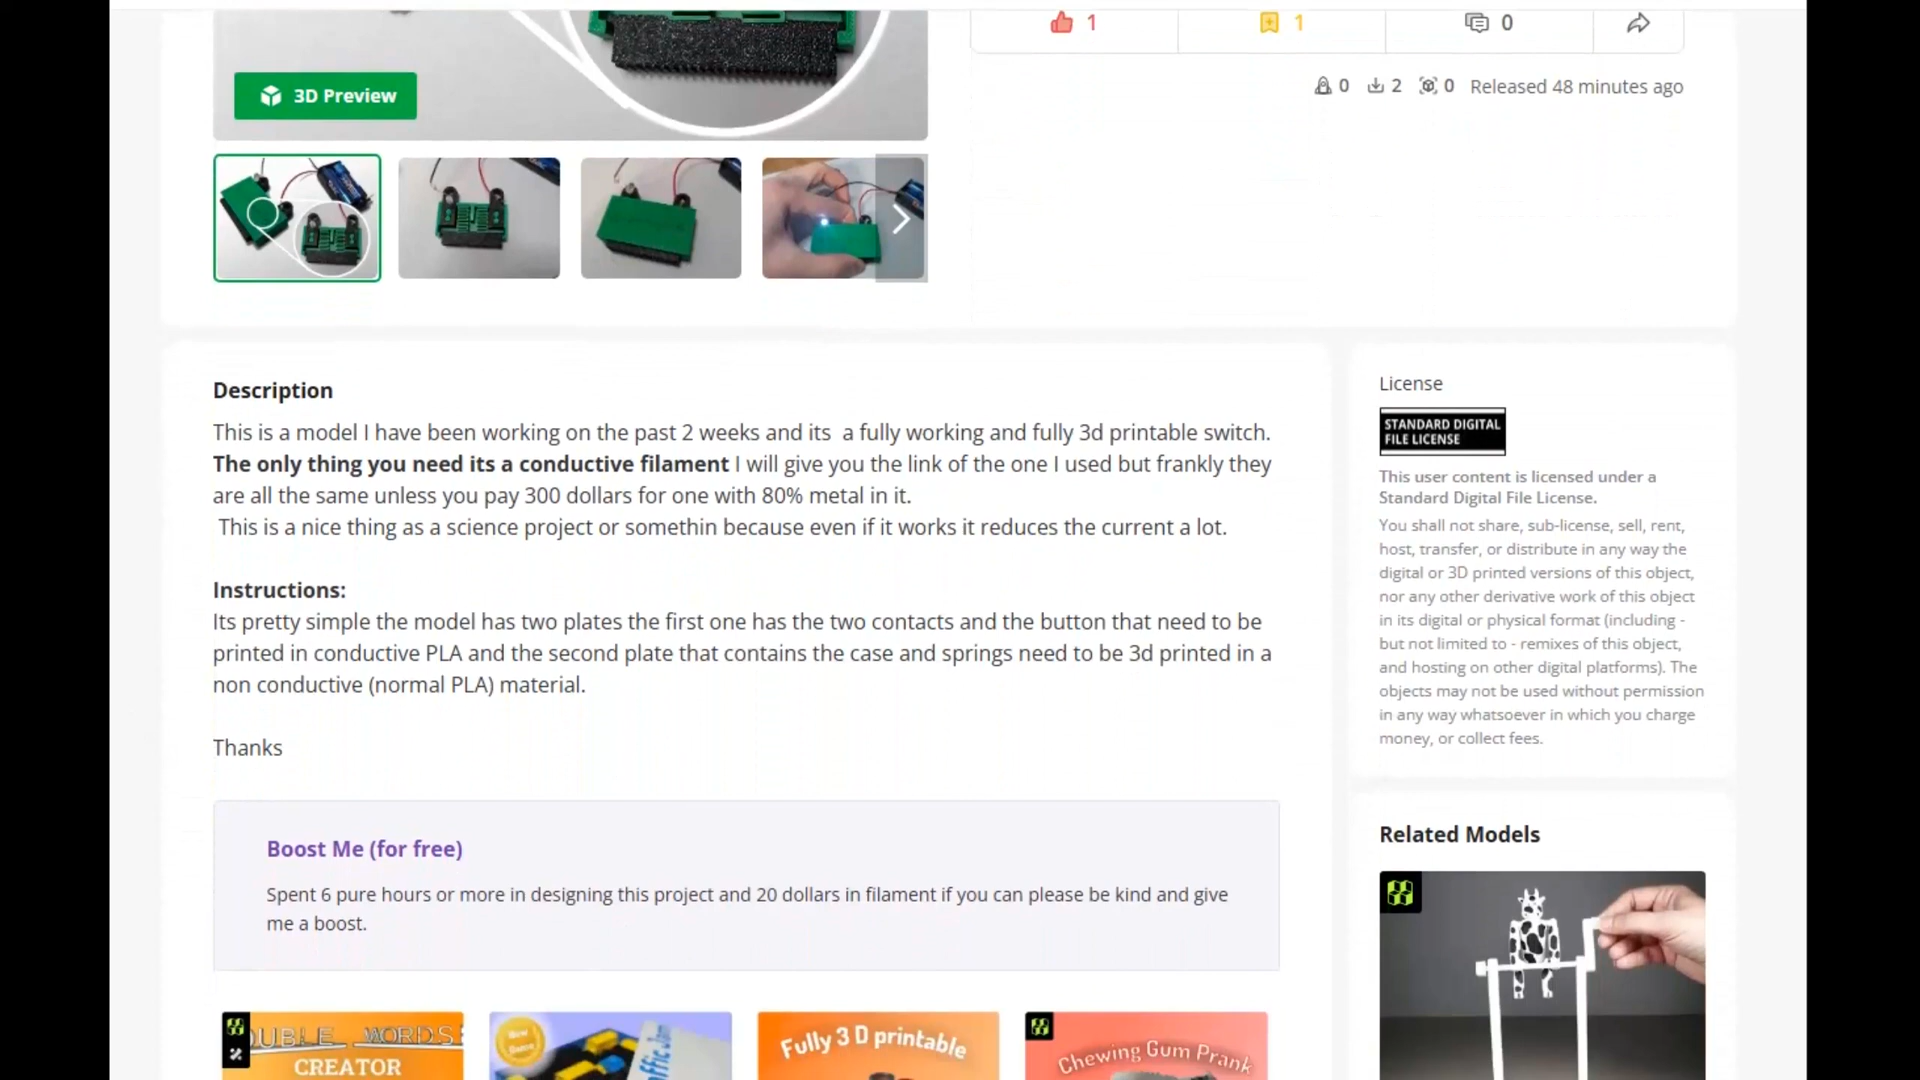 1
1
0
3D Preview
0
2
0
Released 48 minutes ago
Description
This is a model I have been working on the past 2 weeks and its  a fully working and fully 3d printable switch.
The only thing you need its a conductive filament I will give you the link of the one I used but frankly they
are all the same unless you pay 300 dollars for one with 80% metal in it.
This is a nice thing as a science project or somethin because even if it works it reduces the current a lot.
Instructions:
Its pretty simple the model has two plates the first one has the two contacts and the button that need to be
printed in conductive PLA and the second plate that contains the case and springs need to be 3d printed in a
non conductive (normal PLA) material.
Thanks
Boost Me (for free)
Spent 6 pure hours or more in designing this project and 20 dollars in filament if you can please be kind and give
me a boost.
License
STANDARD DIGITAL
FILE LICENSE
This user content is licensed under a
Standard Digital File License.
You shall not share, sub-license, sell, rent,
host, transfer, or distribute in any way the
digital or 3D printed versions of this object,
nor any other derivative work of this object
in its digital or physical format (including -
but not limited to - remixes of this object,
and hosting on other digital platforms). The
objects may not be used without permission
in any way whatsoever in which you charge
money, or collect fees.
Related Models
WORDS
CREATOR
New
Fully 3D printable
Chewing Gum Prank